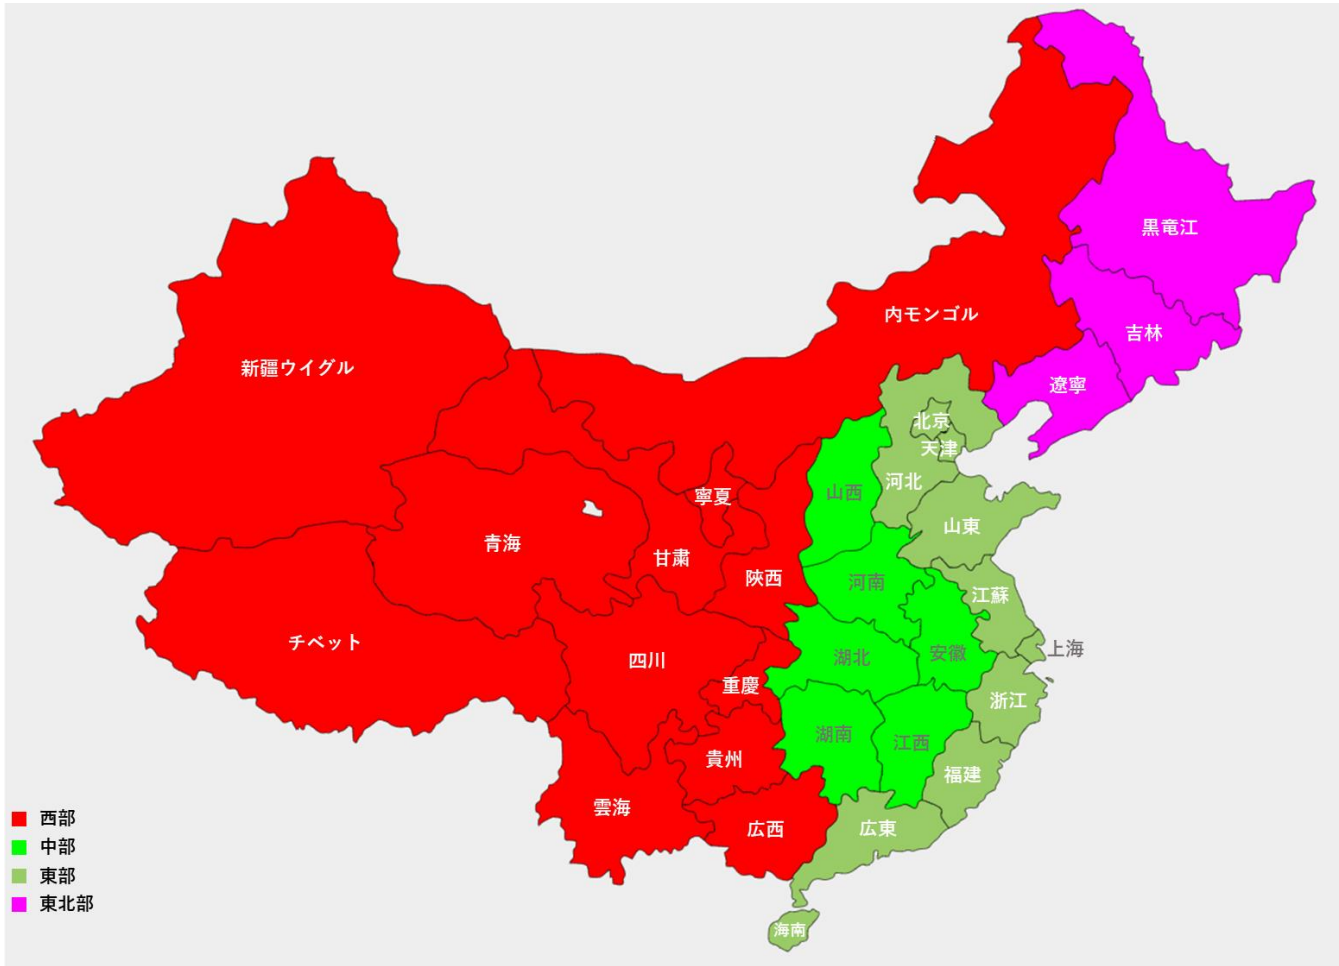 黒竜江
内モンゴル
吉林
新疆ウイグル
遼寧
北京
天津
河北
山西
寧夏
山東
青海
甘粛
陝西
河南
江蘇
チベット
四川
湖北
安徽
上海
重慶
浙江
湖南
江西
貴州
福建
雲海
広西
広東
海南
西部
中部
東部
東北部